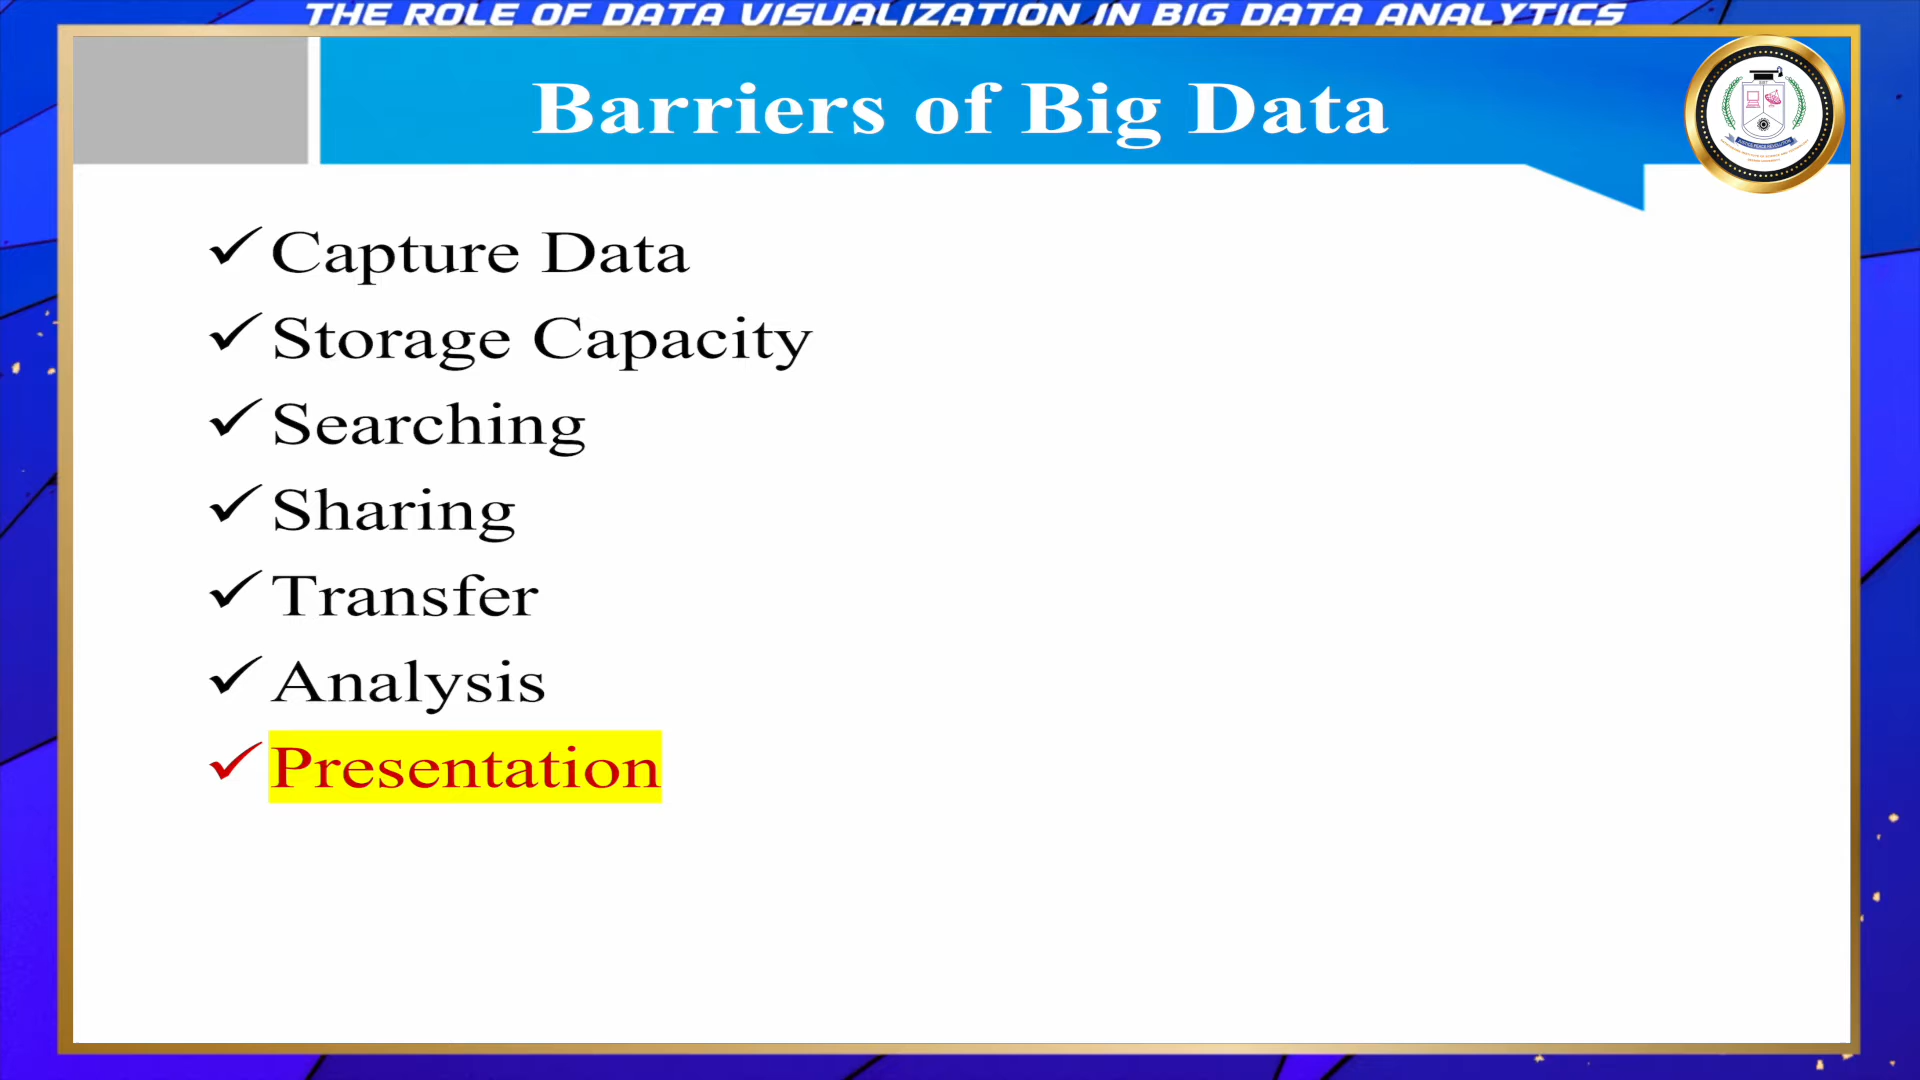 THE ROLE OF DATA VISUALIZATION IN BIG DATA ANALYTICS
Barriers of Big Data
✓ Capture Data
✓ Storage Capacity
✓ Searching
✓ Sharing
✓ Transfer
✓ Analysis
✓ Presentation